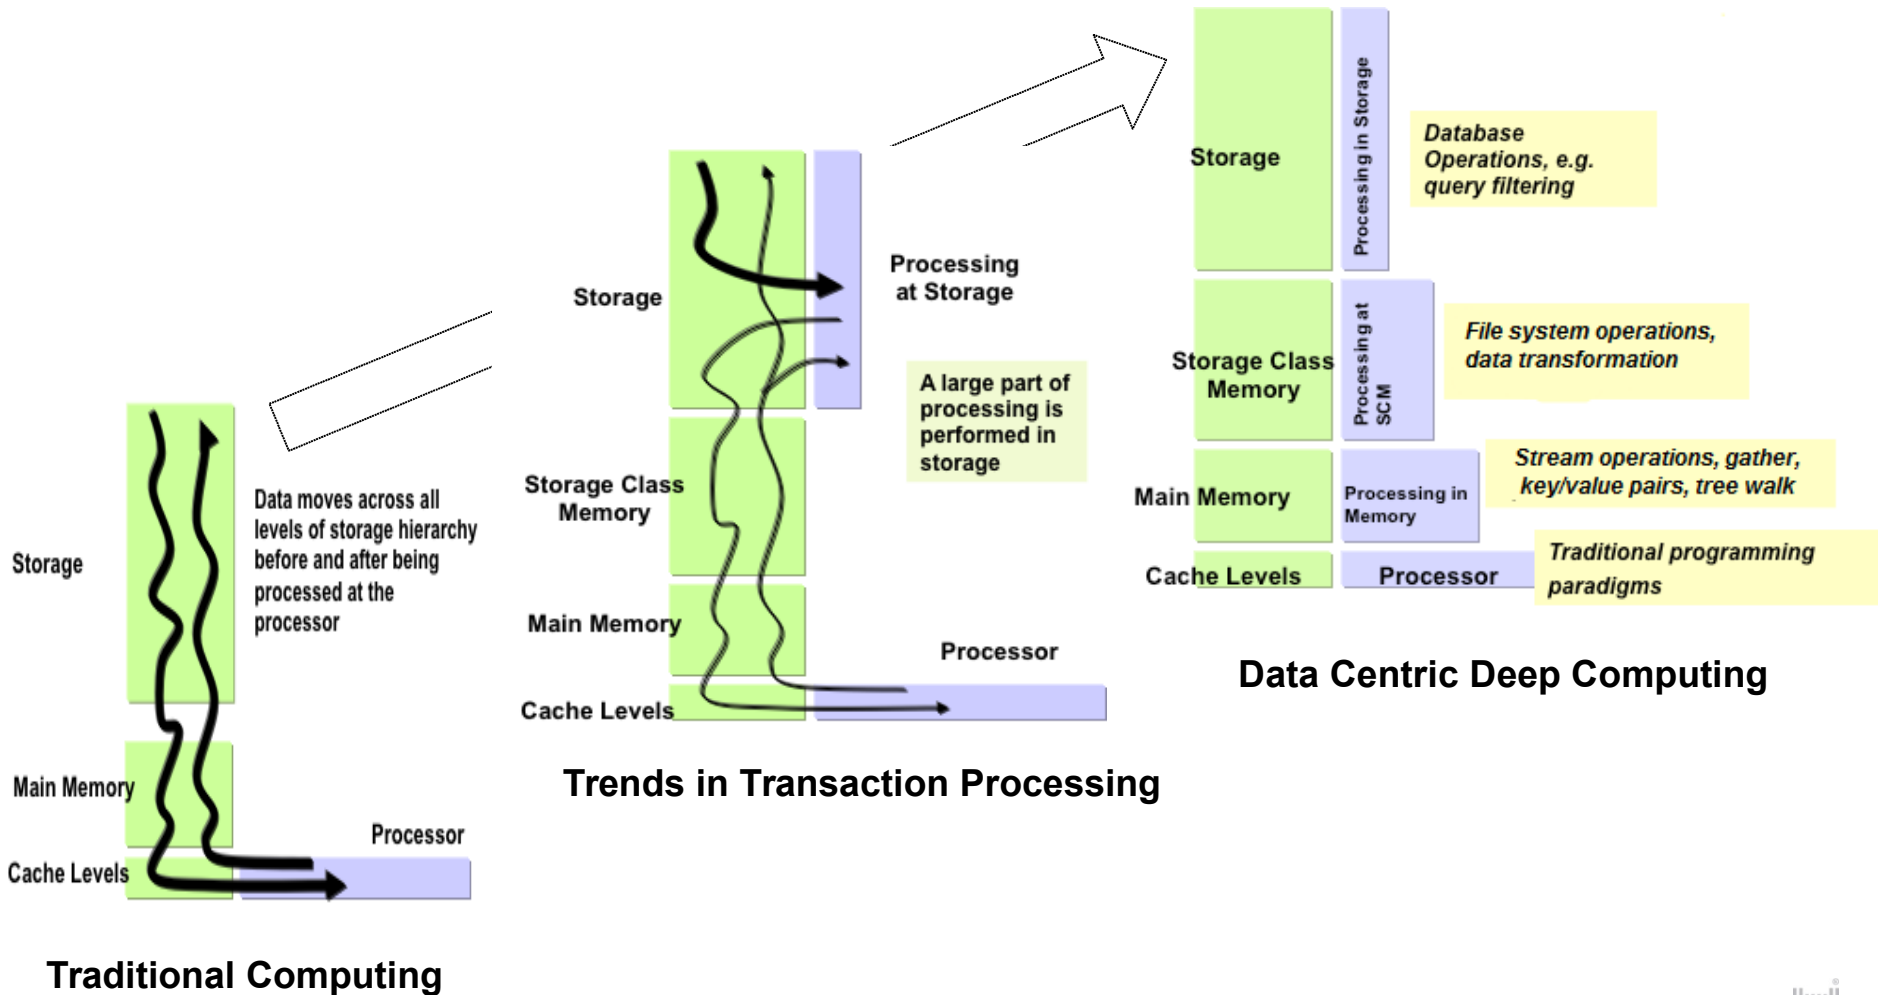 Storage
Main Memory
Cache Levels
Processor
Data moves across all
levels of storage hierarchy
before and after being
processed at the
processor
Traditional Computing
Storage
Storage Class
Memory
Main Memory
Cache Levels
Processing
at Storage
A large part of
processing is
performed in
storage
Processor
Trends in Transaction Processing
Storage
Processing in Storage
Database
Operations, e.g.
query filtering
Storage Class
Memory
Processing at
SCM
File system operations,
data transformation
Main Memory
Processing in
Memory
Stream operations, gather,
key/value pairs, tree walk
Cache Levels
Processor
Traditional programming
paradigms
Data Centric Deep Computing